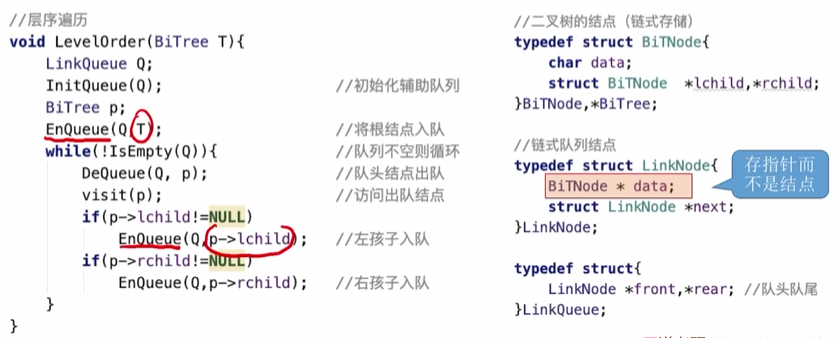 //层序遍历
void LevelOrder(BiTree T){
LinkQueue Q;
InitQueue(Q); //初始化辅助队列
BiTree p;
EnQueue(Q,T); //将根结点入队
while(!IsEmpty(Q)){ //队列不空则循环
DeQueue(Q, p); //队头结点出队
visit(p); //访问出队结点
if(p->lchild!=NULL)
EnQueue(Q,p->lchild); //左孩子入队
if(p->rchild!=NULL)
EnQueue(Q,p->rchild); //右孩子入队
}
}
//二叉树的结点（链式存储）
typedef struct BiTNode{
char data;
struct BiTNode *lchild,*rchild;
}BiTNode,*BiTree;
//链式队列结点
typedef struct LinkNode{
BiTNode * data;
struct LinkNode *next;
}LinkNode;
存指针而
不是结点
typedef struct{
LinkNode *front,*rear; //队头队尾
}LinkQueue;